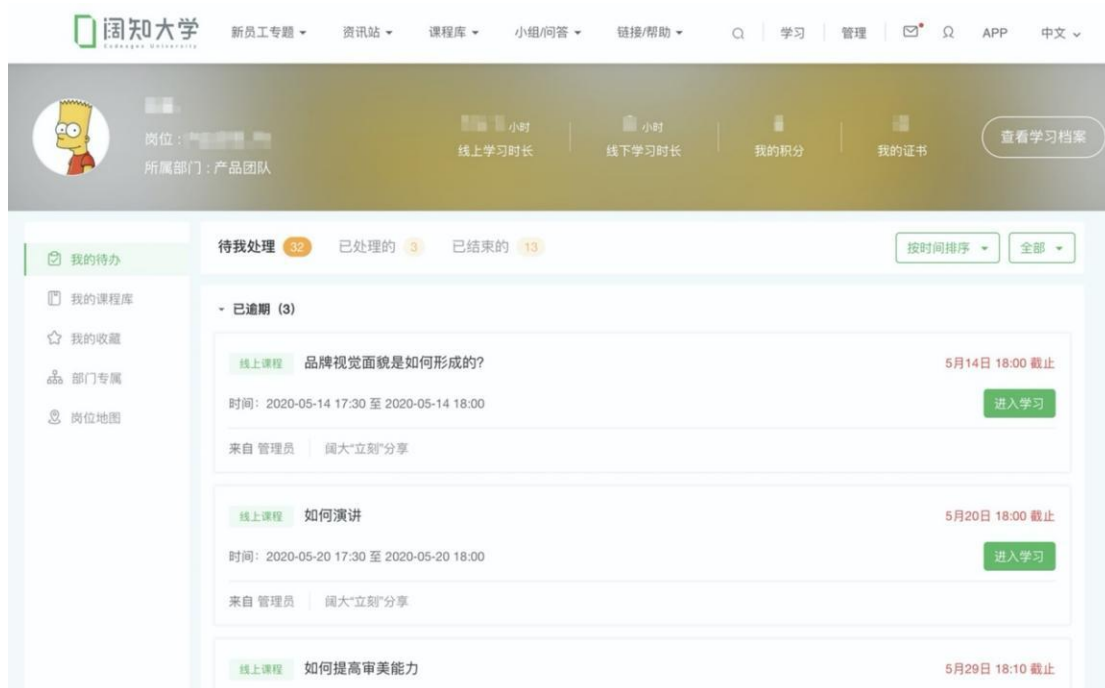 阔知大学
Codeages University
新员工专题 资讯站 课程库 小组/问答 链接/帮助 学习 管理 APP 中文
岗位：
所属部门：产品团队
小时 小时
线上学习时长 线下学习时长 我的积分 我的证书
查看学习档案
我的待办
我的课程库
我的收藏
部门专属
岗位地图
待我处理 32 已处理的 3 已结束的 13
按时间排序 全部
已逾期（3）
线上课程 品牌视觉面貌是如何形成的?
5月14日 18:00 截止
时间：2020-05-14 17:30 至 2020-05-14 18:00
进入学习
来自 管理员 阔大“立刻”分享
线上课程 如何演讲
5月20日 18:00 截止
时间：2020-05-20 17:30 至 2020-05-20 18:00
进入学习
来自 管理员 阔大“立刻”分享
线上课程 如何提高审美能力
5月29日 18:10 截止